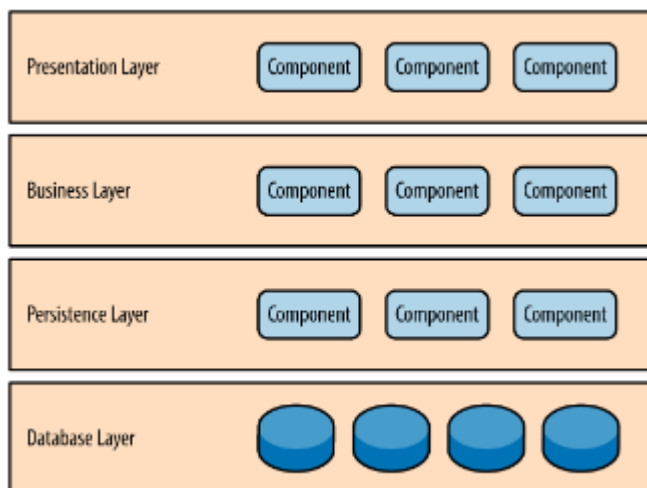 Presentation Layer Component Component Component
Business Layer Component Component Component
Persistence Layer Component Component Component
Database Layer